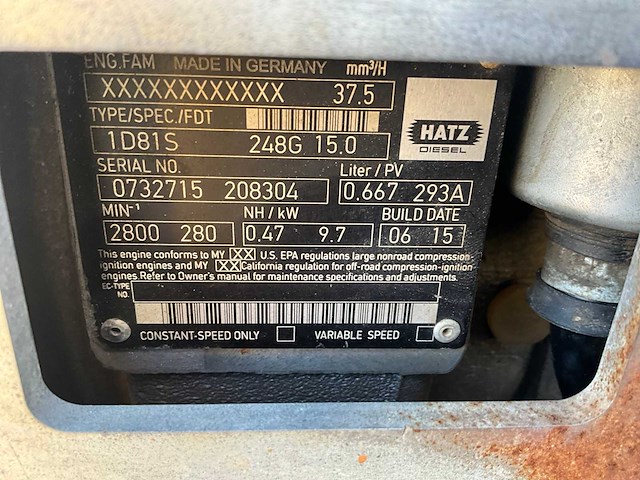 ENG.FAM MADE IN GERMANY mm³/H
XXXXXXXXXXXX 37.5
TYPE/SPEC./FDT
1D81S 248G 15.0
HATZ
DIESEL
SERIAL NO. Liter / PV
0732715 208304 0.667 293A
MIN⁻¹ NH / kW BUILD DATE
2800 280 0.47 9.7 06 15
This engine conforms to MY XX U.S. EPA regulations large nonroad compression
ignition engines and MY XX California regulation for off-road compression-ignition
engines. Refer to Owner's manual for maintenance specifications and adjustments.
EC-TYPE
NO.
CONSTANT-SPEED ONLY VARIABLE SPEED